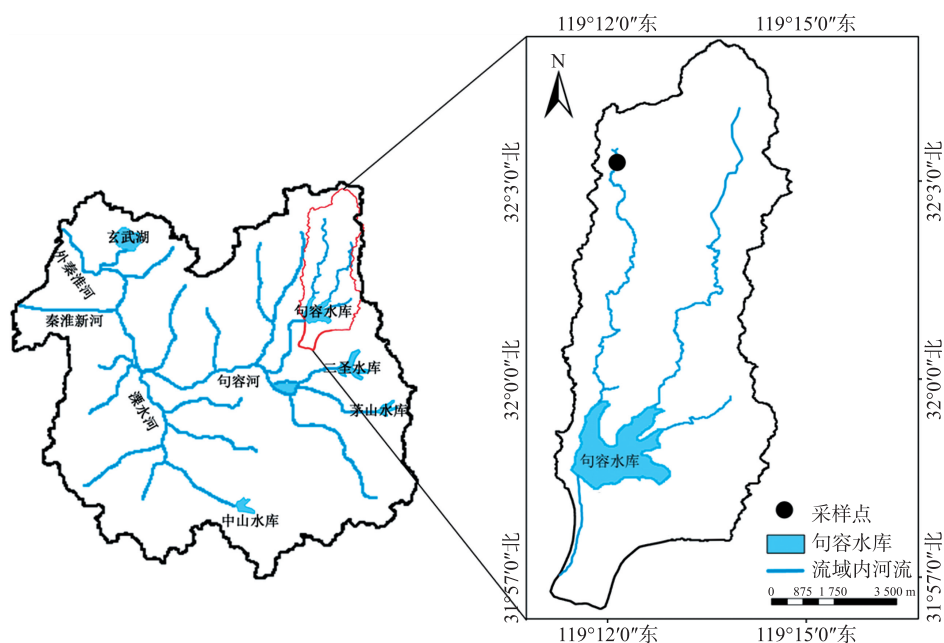 119°12′0″东
119°15′0″东
N
32°3′0″北
32°3′0″北
玄武湖
外秦淮河
秦淮新河
句容水库
二圣水库
句容河
茅山水库
溧水河
中山水库
32°0′0″北
32°0′0″北
句容水库
采样点
句容水库
流域内河流
0 875 1 750 3 500 m
31°57′0″北
31°57′0″北
119°12′0″东
119°15′0″东